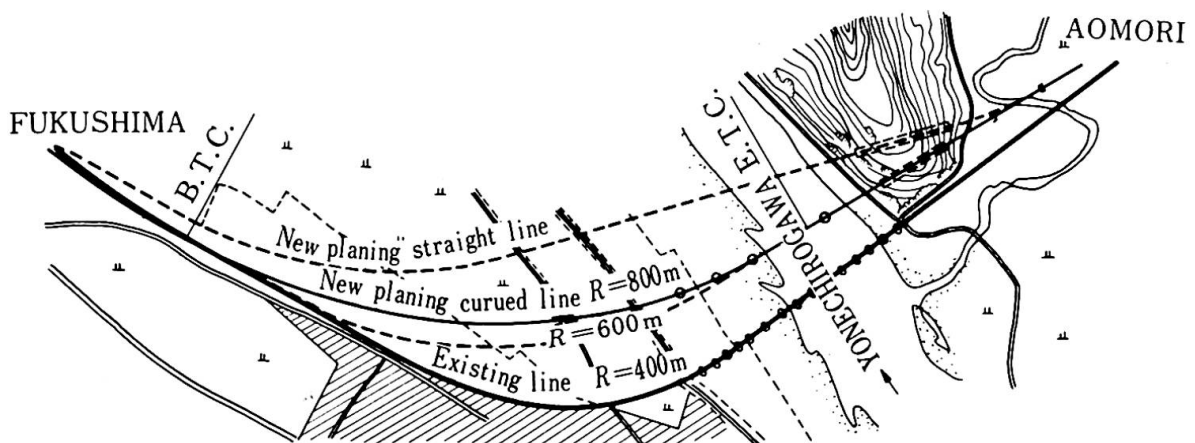 AOMORI
FUKUSHIMA
B.T.C.
E.T.C.
YONECHIROGAWA
New planing straight line
New planing curued line R=800m
R=600m
Existing line R=400m